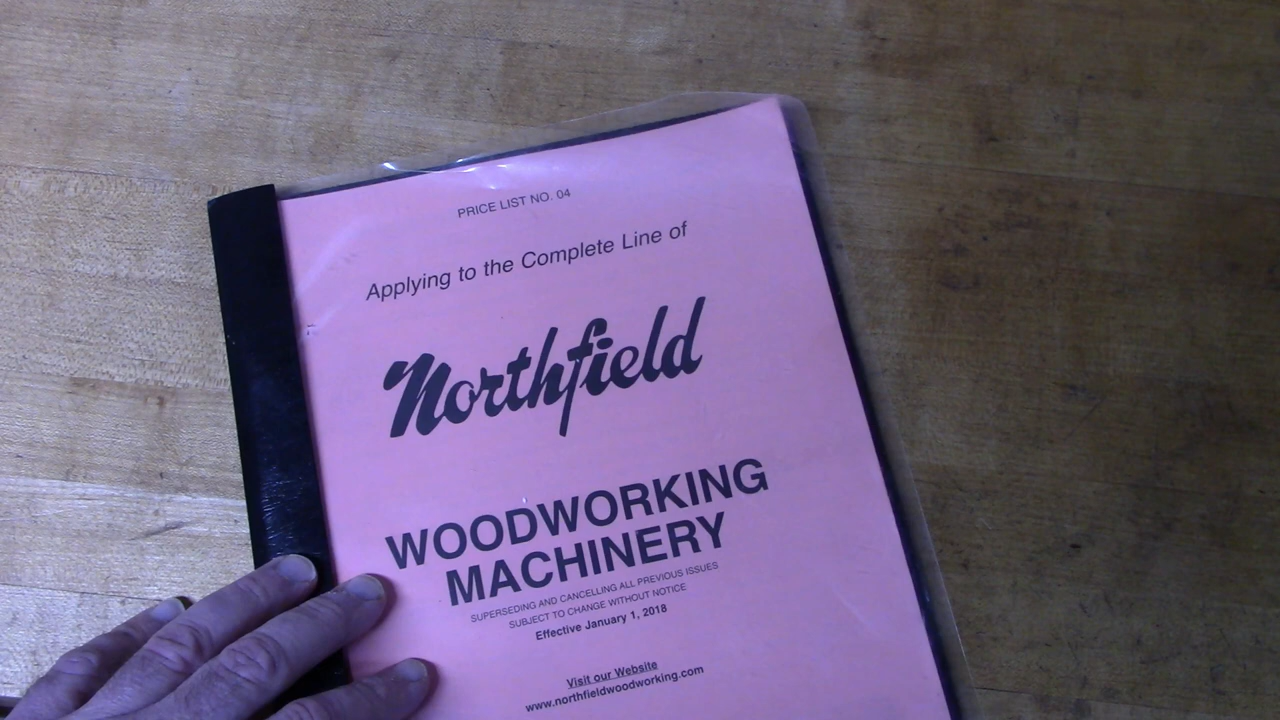 PRICE LIST NO. 04
Applying to the Complete Line of
Northfield
WOODWORKING
MACHINERY
SUPERSEDING AND CANCELLING ALL PREVIOUS ISSUES
SUBJECT TO CHANGE WITHOUT NOTICE
Effective January 1, 2018
Visit our Website
www.northfieldwoodworking.com